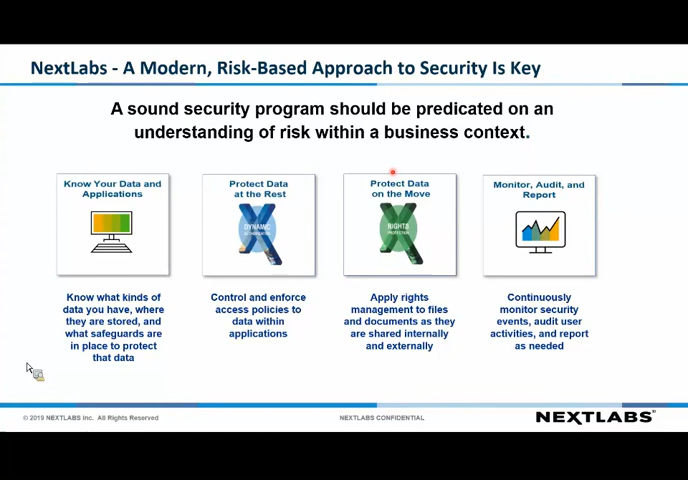 NextLabs - A Modern, Risk-Based Approach to Security Is Key
A sound security program should be predicated on an
understanding of risk within a business context.
Know Your Data and
Applications
Know what kinds of
data you have, where
they are stored, and
what safeguards are
in place to protect
that data
Protect Data
at the Rest
DYNAMIC
Control and enforce
access policies to
data within
applications
Protect Data
on the Move
RIGHTS
PROTECTION
Apply rights
management to files
and documents as they
are shared internally
and externally
Monitor, Audit, and
Report
Continuously
monitor security
events, audit user
activities, and report
as needed
© 2019 NEXTLABS Inc. All Rights Reserved
NEXTLABS CONFIDENTIAL
NEXTLABS